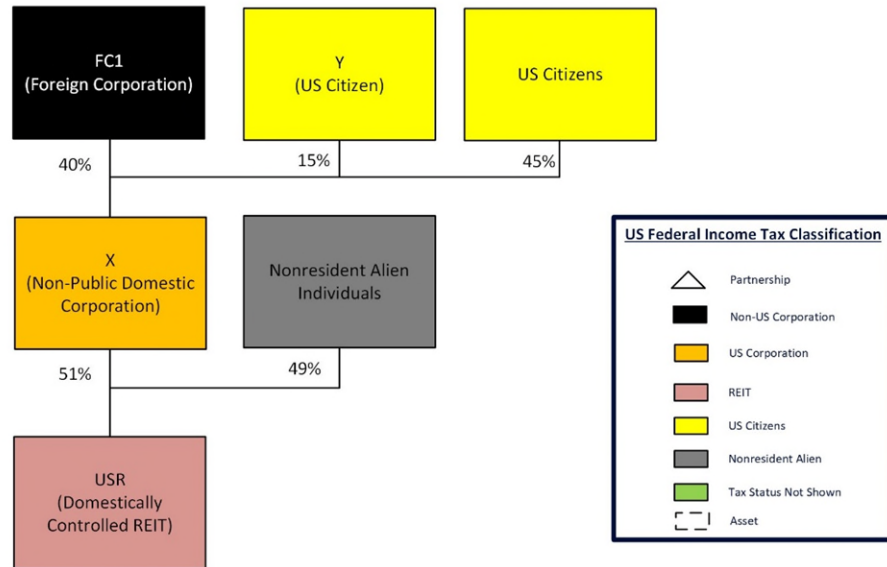 FC1
(Foreign Corporation)
Y
(US Citizen)
US Citizens
40%
15%
45%
X
(Non-Public Domestic
Corporation)
Nonresident Alien
Individuals
51%
49%
USR
(Domestically
Controlled REIT)
US Federal Income Tax Classification
Partnership
Non-US Corporation
US Corporation
REIT
US Citizens
Nonresident Alien
Tax Status Not Shown
Asset